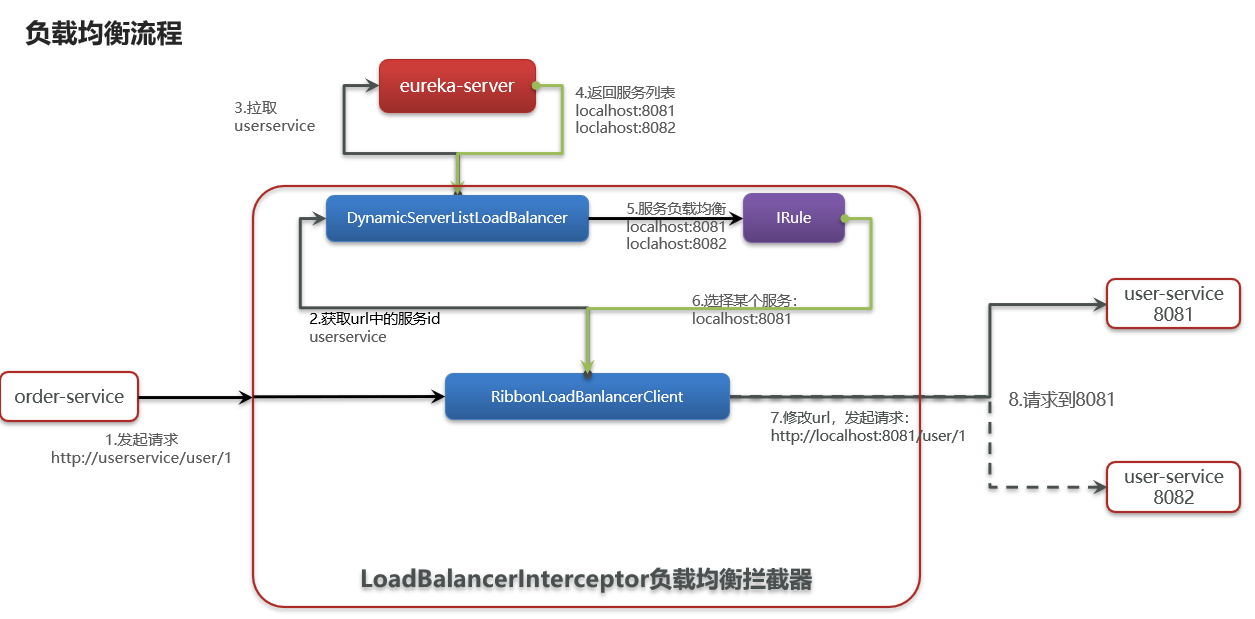 负载均衡流程
eureka-server
3.拉取
userservice
4.返回服务列表
localhost:8081
loclahost:8082
DynamicServerListLoadBalancer
5.服务负载均衡
localhost:8081
loclahost:8082
IRule
2.获取url中的服务id
userservice
6.选择某个服务：
localhost:8081
user-service
8081
order-service
RibbonLoadBanlancerClient
1.发起请求
http://userservice/user/1
7.修改url，发起请求：
http://localhost:8081/user/1
8.请求到8081
user-service
8082
LoadBalancerInterceptor负载均衡拦截器